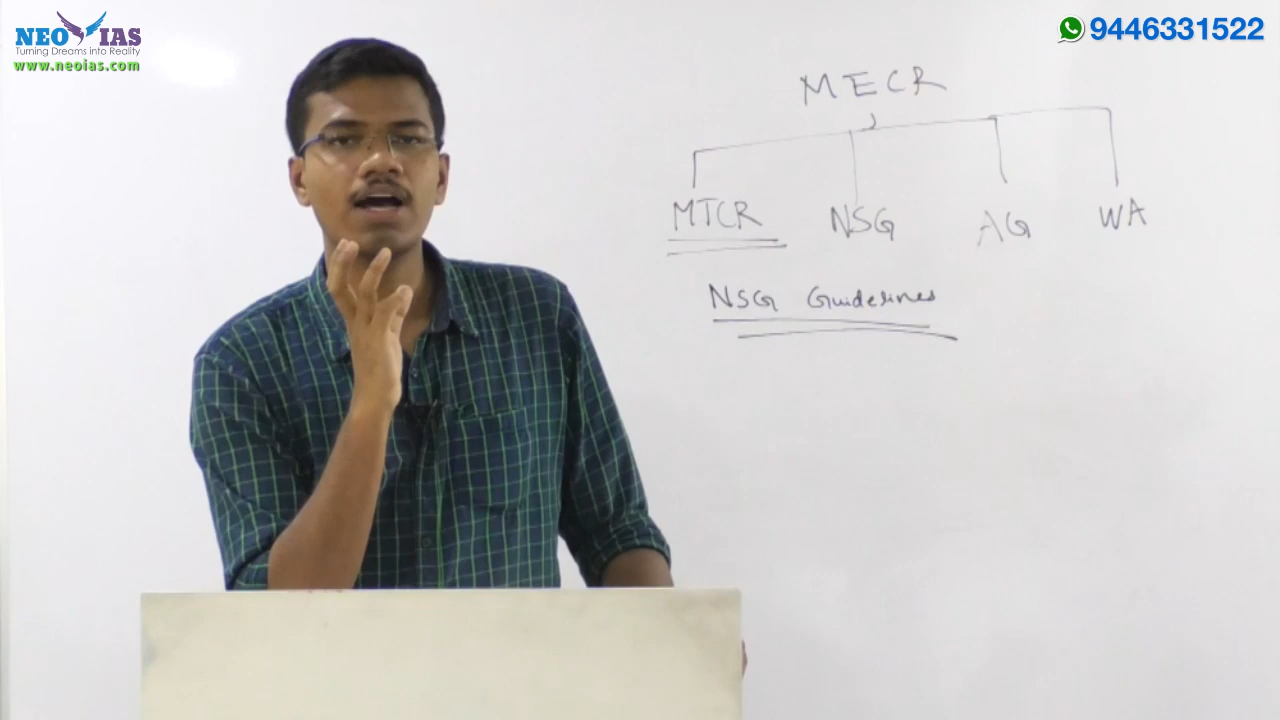 NEO IAS
Turning Dreams into Reality
www.neoias.com
9446331522
MECR
MTCR NSG AG WA
NSG Guidelines